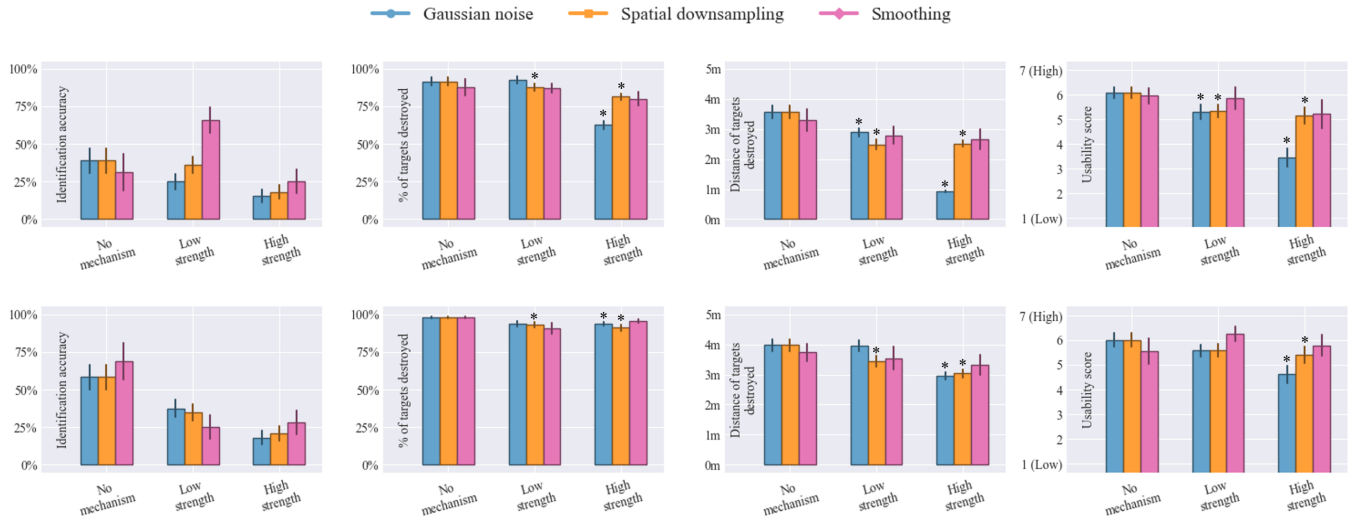 Gaussian noise Spatial downsampling Smoothing
100%
75%
50%
25%
0%
Identification accuracy
No mechanism
Low strength
High strength
100%
75%
50%
25%
0%
% of targets destroyed
*
*
*
No mechanism
Low strength
High strength
5m
4m
3m
2m
1m
0m
Distance of targets
destroyed
*
*
*
*
No mechanism
Low strength
High strength
7 (High)
6
5
4
3
2
1 (Low)
Usability score
*
*
*
*
No mechanism
Low strength
High strength
100%
75%
50%
25%
0%
Identification accuracy
No mechanism
Low strength
High strength
100%
75%
50%
25%
0%
% of targets destroyed
*
*
*
No mechanism
Low strength
High strength
5m
4m
3m
2m
1m
0m
Distance of targets
destroyed
*
*
*
No mechanism
Low strength
High strength
7 (High)
6
5
4
3
2
1 (Low)
Usability score
*
*
No mechanism
Low strength
High strength